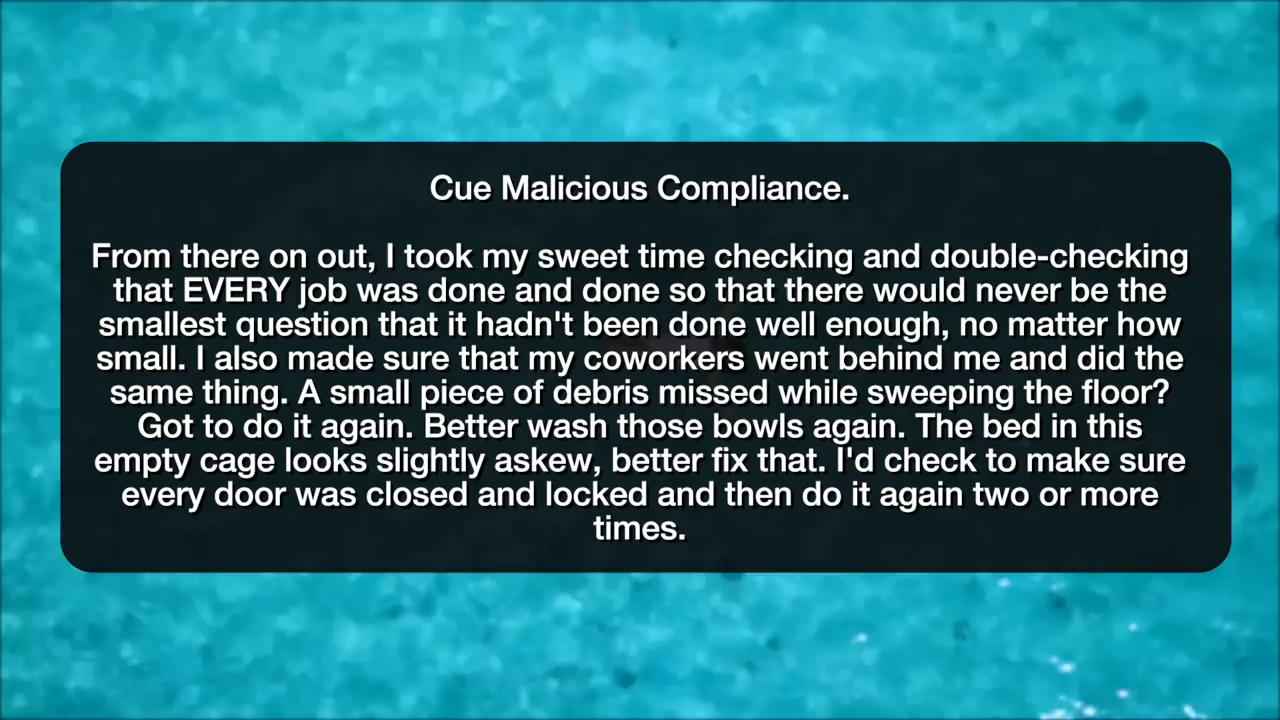 Cue Malicious Compliance.
From there on out, I took my sweet time checking and double-checking
that EVERY job was done and done so that there would never be the
smallest question that it hadn't been done well enough, no matter how
small. I also made sure that my coworkers went behind me and did the
same thing. A small piece of debris missed while sweeping the floor?
Got to do it again. Better wash those bowls again. The bed in this
empty cage looks slightly askew, better fix that. I'd check to make sure
every door was closed and locked and then do it again two or more
times.